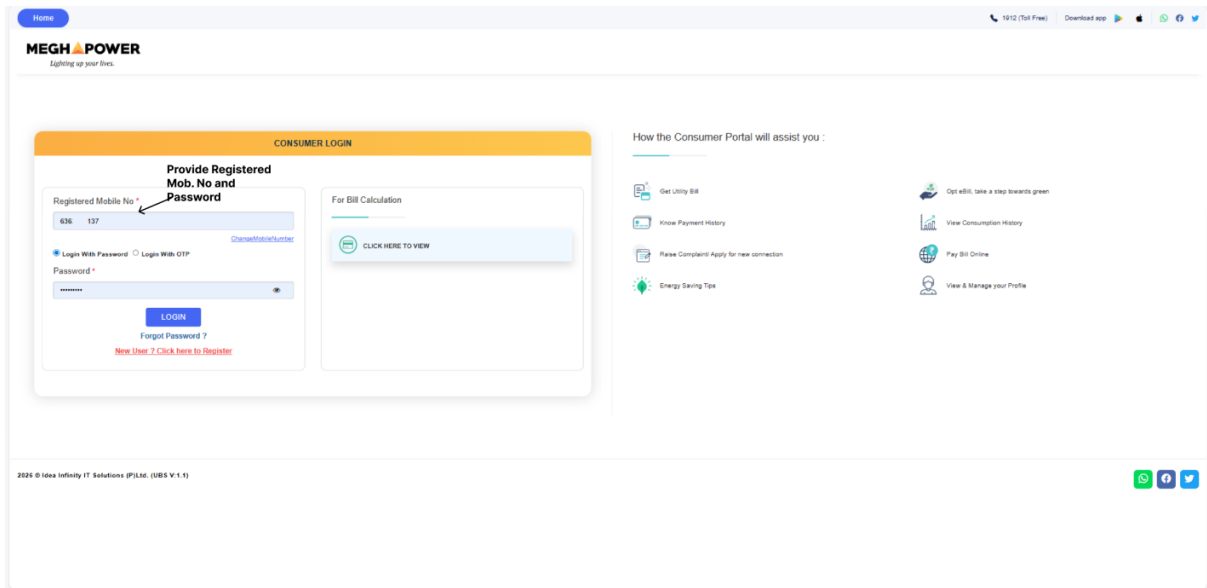 Home
1912 (Toll Free)
Download app
MEGH POWER
Lighting up your lives.
CONSUMER LOGIN
Provide Registered
Mob. No and
Password
Registered Mobile No *
636 137
ChangeMobileNumber
Login With Password
Login With OTP
Password *
LOGIN
Forgot Password ?
New User ? Click here to Register
For Bill Calculation
CLICK HERE TO VIEW
How the Consumer Portal will assist you :
Get Utility Bill
Opt eBill, take a step towards green
Know Payment History
View Consumption History
Raise Complaint/ Apply for new connection
Pay Bill Online
Energy Saving Tips
View & Manage your Profile
2026 © Idea Infinity IT Solutions (P)Ltd. (UBS V:1.1)